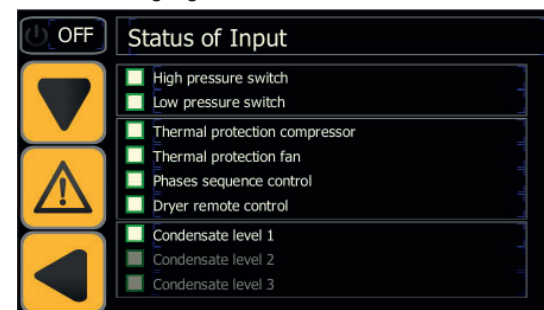 OFF
Status of Input
High pressure switch
Low pressure switch
Thermal protection compressor
Thermal protection fan
Phases sequence control
Dryer remote control
Condensate level 1
Condensate level 2
Condensate level 3